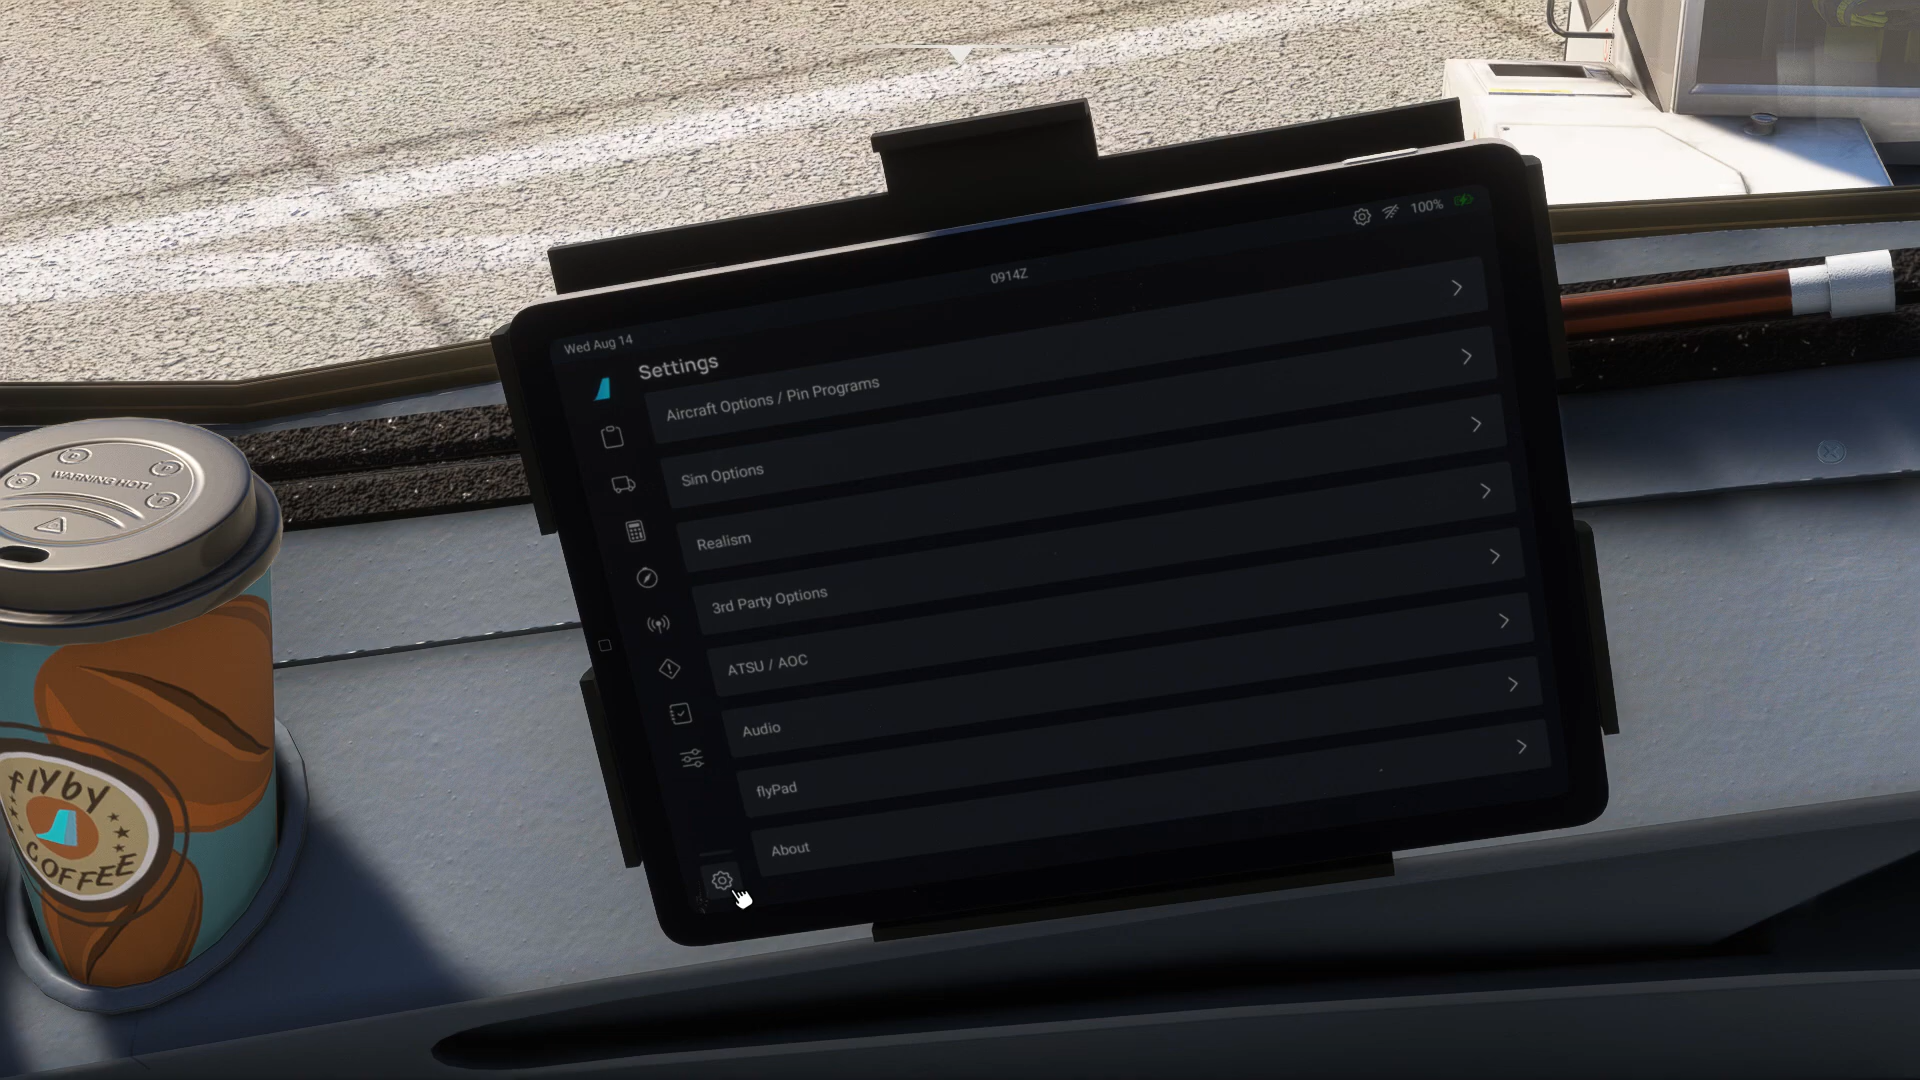 100%
0914Z
Wed Aug 14
Settings
Aircraft Options / Pin Programs
Sim Options
Realism
3rd Party Options
ATSU / AOC
Audio
flyPad
About
WARNING HOT!
flyby
COFFEE